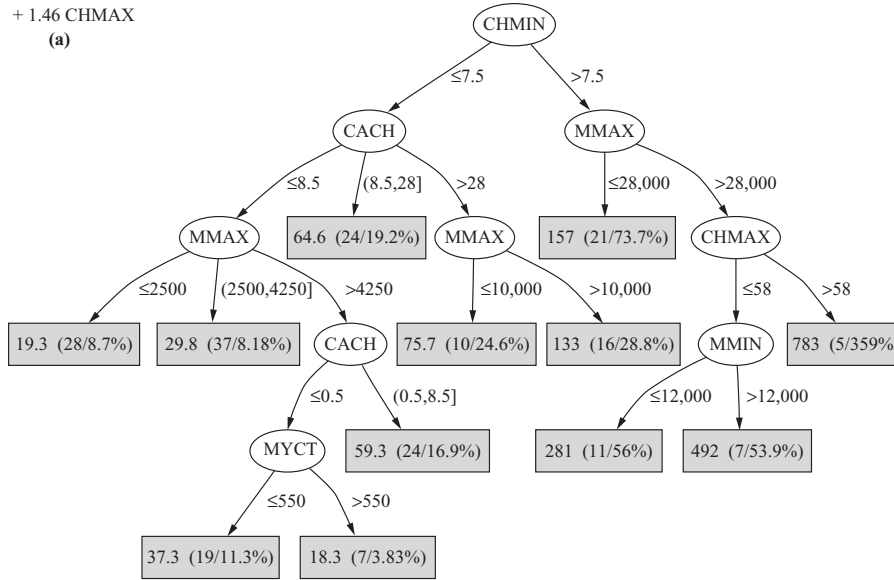 + 1.46 CHMAX
(a)
CHMIN
≤7.5
>7.5
CACH
MMAX
≤8.5
(8.5,28]
>28
≤28,000
>28,000
MMAX
64.6 (24/19.2%)
MMAX
157 (21/73.7%)
CHMAX
≤2500
(2500,4250]
>4250
≤10,000
>10,000
≤58
>58
19.3 (28/8.7%)
29.8 (37/8.18%)
CACH
75.7 (10/24.6%)
133 (16/28.8%)
MMIN
783 (5/359%)
≤0.5
(0.5,8.5]
≤12,000
>12,000
MYCT
59.3 (24/16.9%)
281 (11/56%)
492 (7/53.9%)
≤550
>550
37.3 (19/11.3%)
18.3 (7/3.83%)